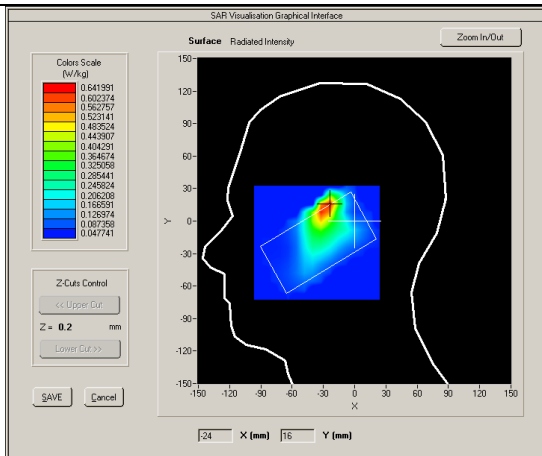 SAR Visualisation Graphical Interface
Surface Radiated Intensity
Zoom In/Out
Colors Scale
(W/kg)
0.641991
0.602374
0.562757
0.523141
0.483524
0.443907
0.404291
0.364674
0.325058
0.285441
0.245824
0.206208
0.166591
0.126974
0.087358
0.047741
Z-Cuts Control
<< Upper Cut
Z = 0.2 mm
Lower Cut >>
SAVE Cancel
150
120
90
60
30
0
-30
-60
-90
-120
-150
Y
-150 -120 -90 -60 -30 0 30 60 90 120 150
X
-24 X (mm) 16 Y (mm)